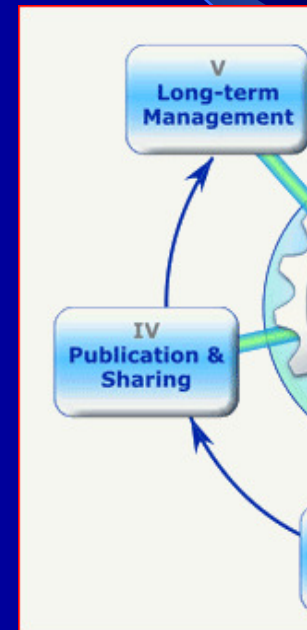 V
Long-term
Management
IV
Publication &
Sharing